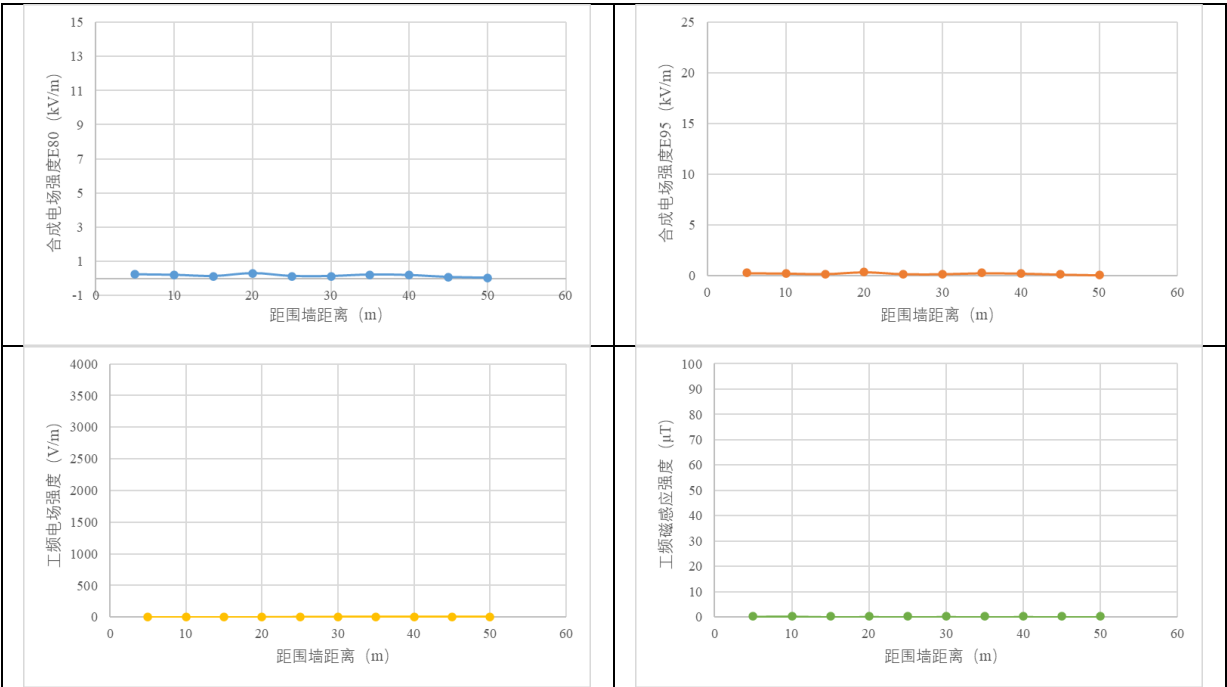 15
13
11
9
7
5
3
1
-1
0 10 20 30 40 50 60
合成电场强度E80（kV/m）
距围墙距离（m）
25
20
15
10
5
0
0 10 20 30 40 50 60
合成电场强度E95（kV/m）
距围墙距离（m）
4000
3500
3000
2500
2000
1500
1000
500
0
0 10 20 30 40 50 60
工频电场强度（V/m）
距围墙距离（m）
100
90
80
70
60
50
40
30
20
10
0
0 10 20 30 40 50 60
工频磁感应强度（μT）
距围墙距离（m）